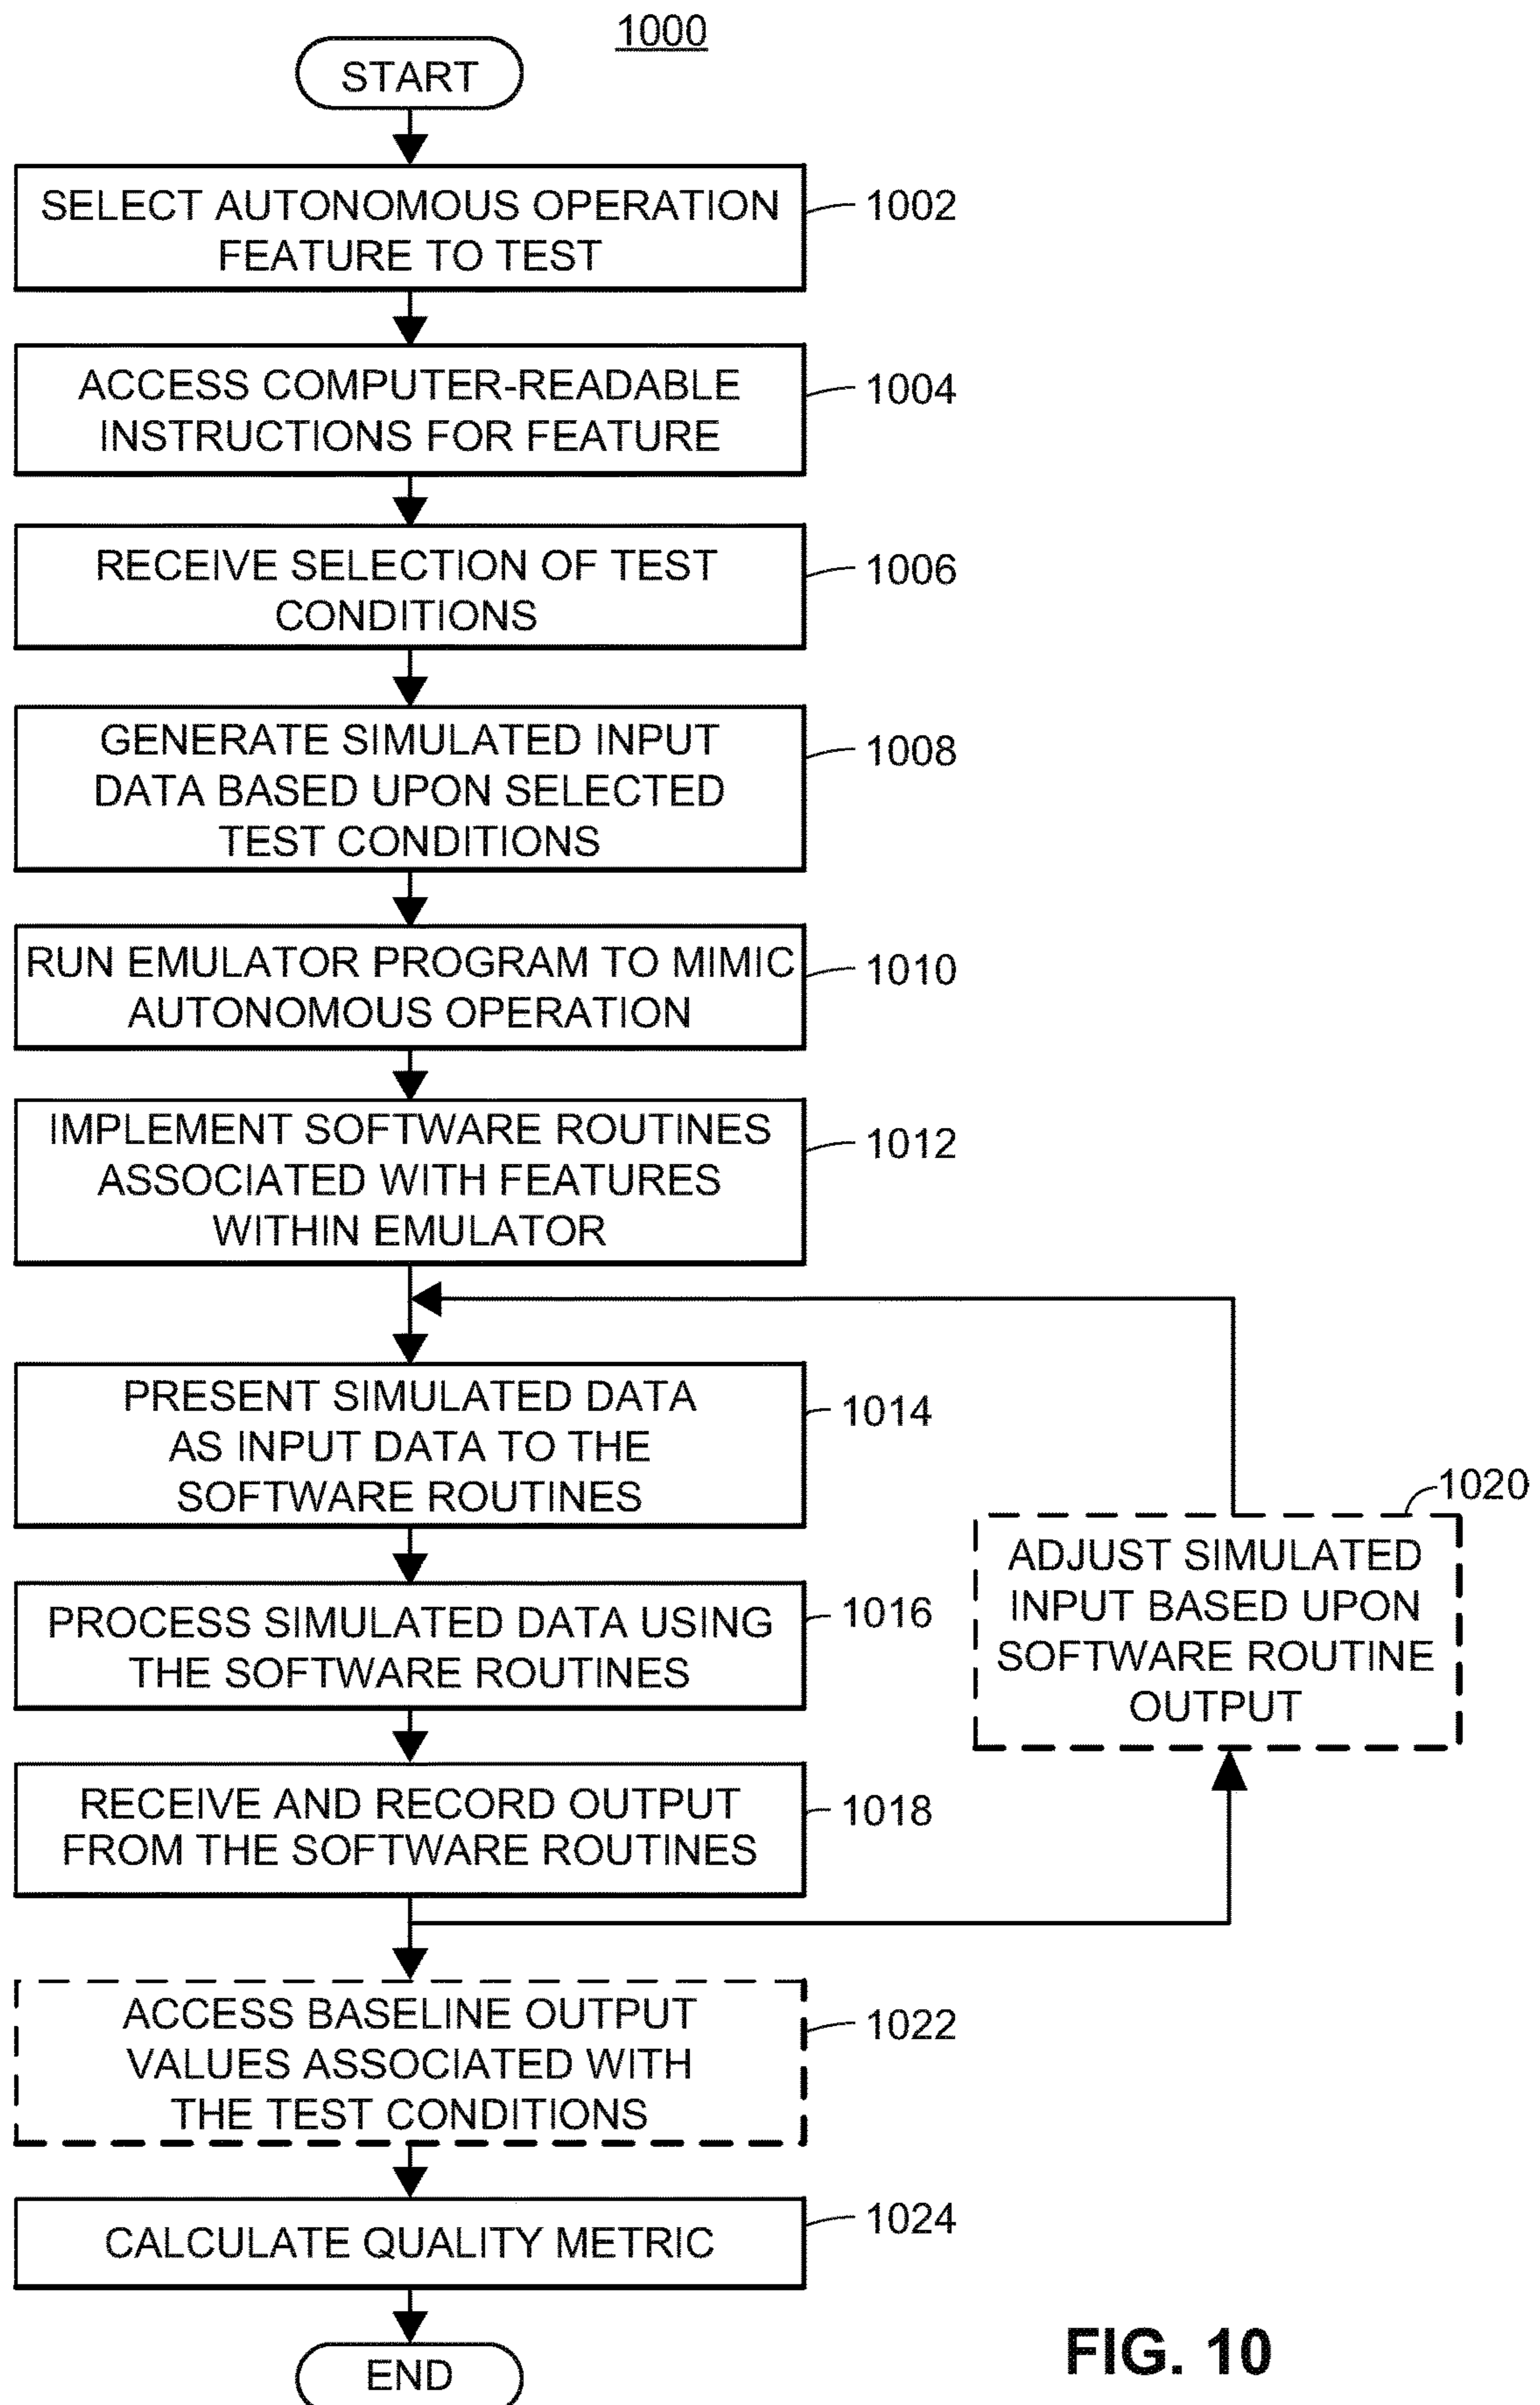 1000
START
SELECT AUTONOMOUS OPERATION
FEATURE TO TEST
1002
ACCESS COMPUTER-READABLE
INSTRUCTIONS FOR FEATURE
1004
RECEIVE SELECTION OF TEST
CONDITIONS
1006
GENERATE SIMULATED INPUT
DATA BASED UPON SELECTED
TEST CONDITIONS
1008
RUN EMULATOR PROGRAM TO MIMIC
AUTONOMOUS OPERATION
1010
IMPLEMENT SOFTWARE ROUTINES
ASSOCIATED WITH FEATURES
WITHIN EMULATOR
1012
PRESENT SIMULATED DATA
AS INPUT DATA TO THE
SOFTWARE ROUTINES
1014
PROCESS SIMULATED DATA USING
THE SOFTWARE ROUTINES
1016
RECEIVE AND RECORD OUTPUT
FROM THE SOFTWARE ROUTINES
1018
1020
ADJUST SIMULATED
INPUT BASED UPON
SOFTWARE ROUTINE
OUTPUT
ACCESS BASELINE OUTPUT
VALUES ASSOCIATED WITH
THE TEST CONDITIONS
1022
CALCULATE QUALITY METRIC
1024
END
FIG. 10